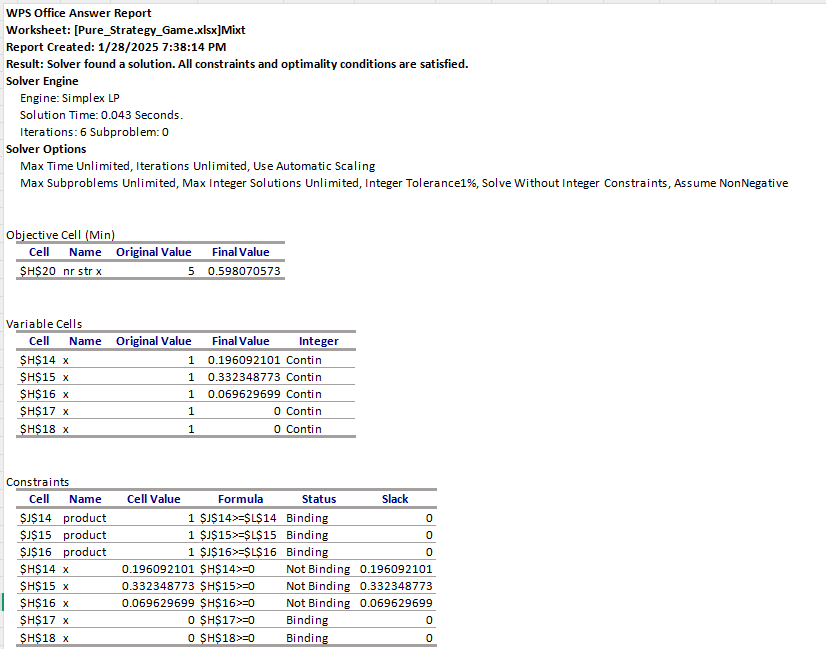 WPS Office Answer Report
Worksheet: [Pure_Strategy_Game.xlsx]Mixt
Report Created: 1/28/2025 7:38:14 PM
Result: Solver found a solution. All constraints and optimality conditions are satisfied.
Solver Engine
Engine: Simplex LP
Solution Time: 0.043 Seconds.
Iterations: 6 Subproblem: 0
Solver Options
Max Time Unlimited, Iterations Unlimited, Use Automatic Scaling
Max Subproblems Unlimited, Max Integer Solutions Unlimited, Integer Tolerance1%, Solve Without Integer Constraints, Assume NonNegative
Objective Cell (Min)
Cell Name Original Value Final Value
$H$20 nr str x 5 0.598070573
Variable Cells
Cell Name Original Value Final Value Integer
$H$14 x 1 0.196092101 Contin
$H$15 x 1 0.332348773 Contin
$H$16 x 1 0.069629699 Contin
$H$17 x 1 0 Contin
$H$18 x 1 0 Contin
Constraints
Cell Name Cell Value Formula Status Slack
$J$14 product 1 $J$14>=$L$14 Binding 0
$J$15 product 1 $J$15>=$L$15 Binding 0
$J$16 product 1 $J$16>=$L$16 Binding 0
$H$14 x 0.196092101 $H$14>=0 Not Binding 0.196092101
$H$15 x 0.332348773 $H$15>=0 Not Binding 0.332348773
$H$16 x 0.069629699 $H$16>=0 Not Binding 0.069629699
$H$17 x 0 $H$17>=0 Binding 0
$H$18 x 0 $H$18>=0 Binding 0